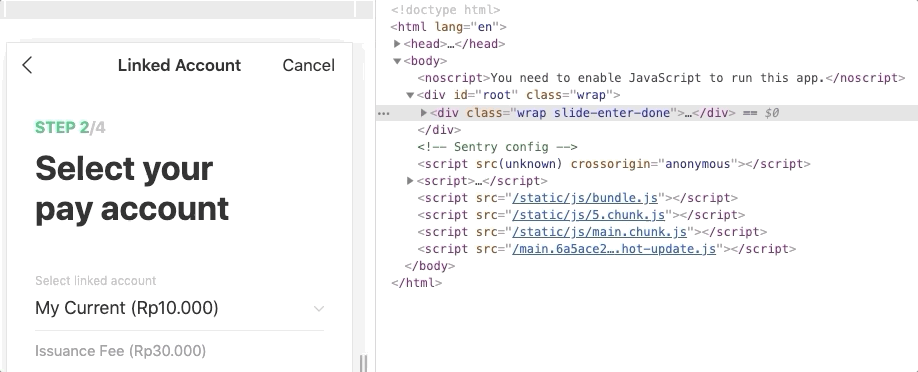 Linked Account Cancel
STEP 2/4
Select your
pay account
Select linked account
My Current (Rp10.000)
Issuance Fee (Rp30.000)
<!doctype html>
<html lang="en">
<head>…</head>
<body>
<noscript>You need to enable JavaScript to run this app.</noscript>
<div id="root" class="wrap">
<div class="wrap slide-enter-done">…</div> == $0
</div>
<!-- Sentry config -->
<script src(unknown) crossorigin="anonymous"></script>
<script>…</script>
<script src="/static/js/bundle.js"></script>
<script src="/static/js/5.chunk.js"></script>
<script src="/static/js/main.chunk.js"></script>
<script src="/main.6a5ace2….hot-update.js"></script>
</body>
</html>